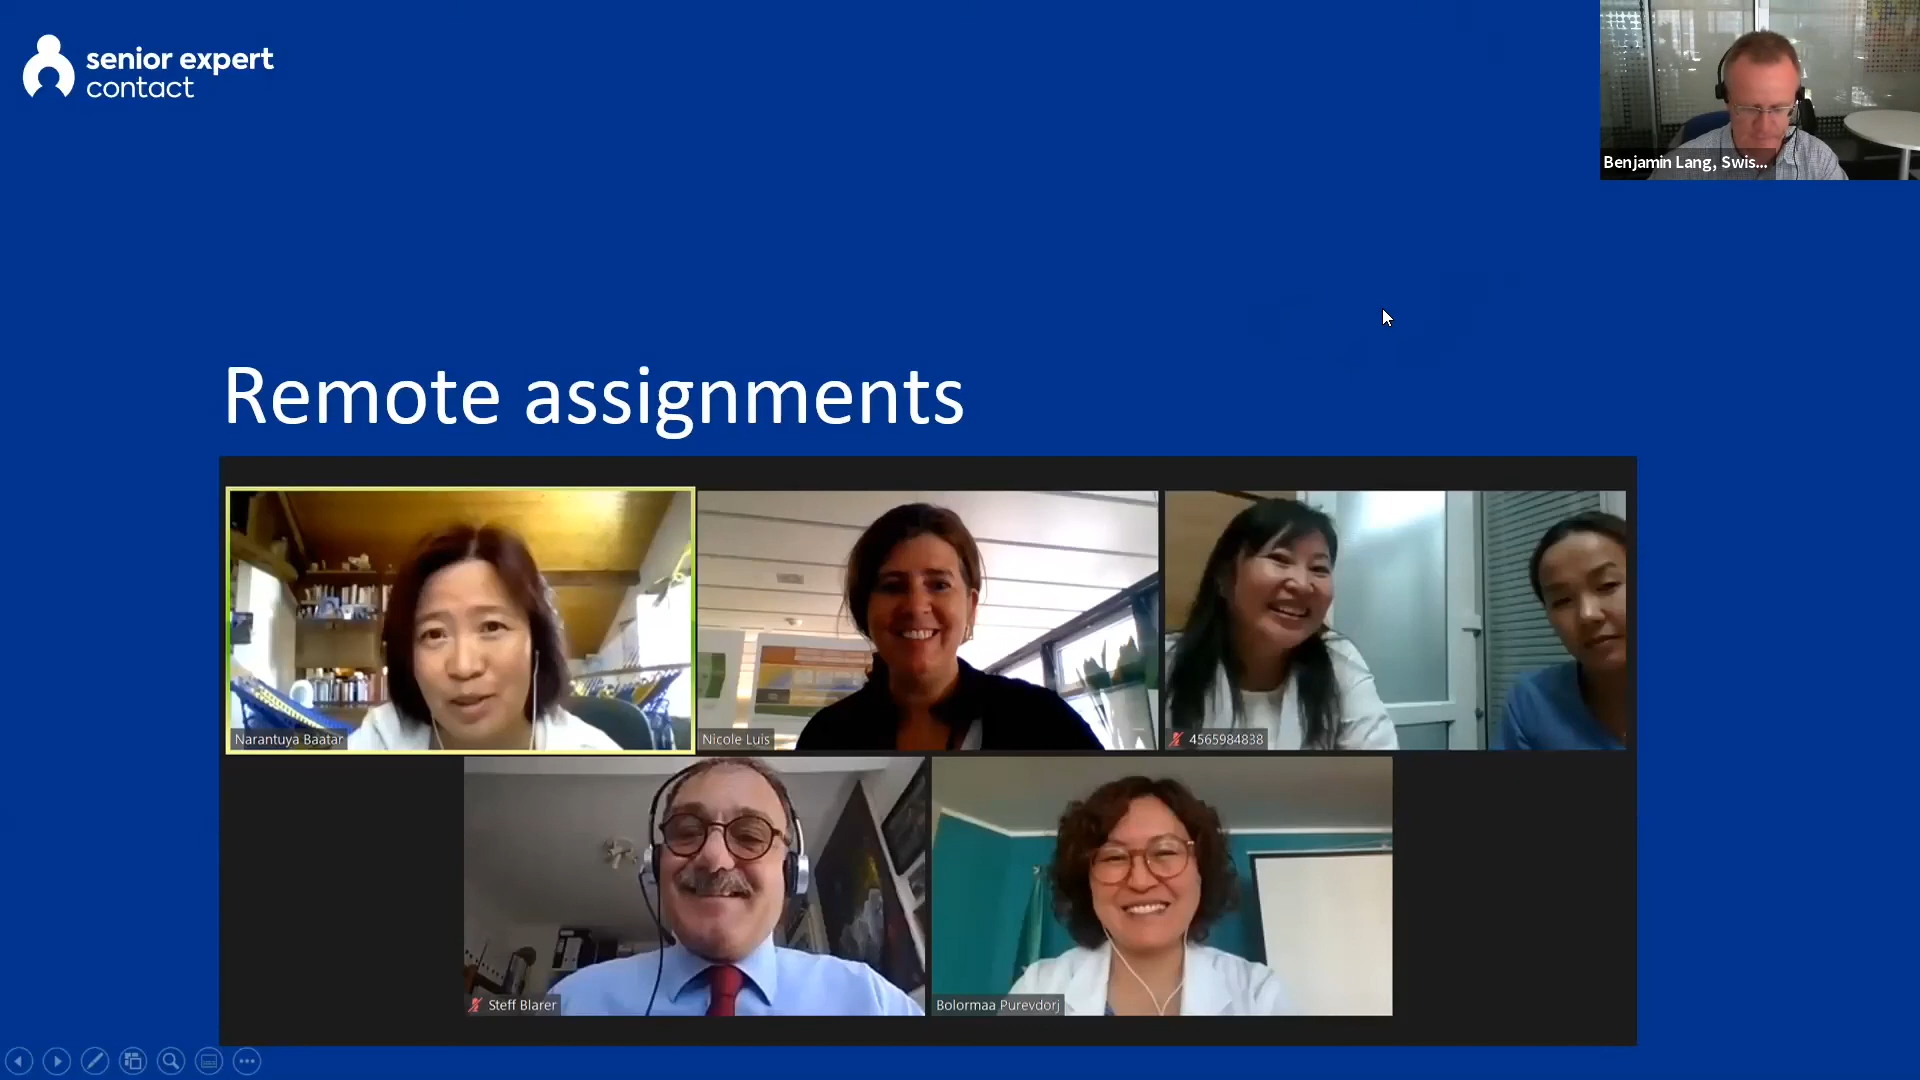 senior expert
contact
Benjamin Lang, Swis...
Remote assignments
Narantuya Baatar
Nicole Luis
4565984838
Steff Blarer
Bolormaa Purevdorj